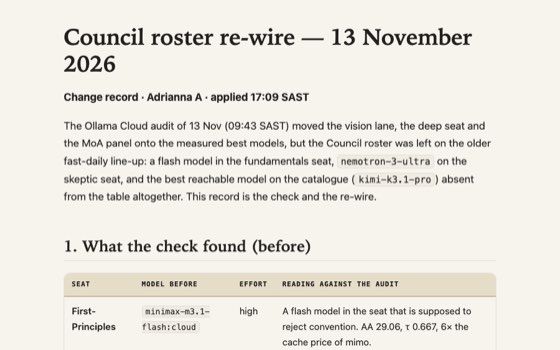 Council roster re-wire — 13 November
2026
Change record · Adrianna A · applied 17:09 SAST
The Ollama Cloud audit of 13 Nov (09:43 SAST) moved the vision lane, the deep seat and
the MoA panel onto the measured best models, but the Council roster was left on the older
fast-daily line-up: a flash model in the fundamentals seat, nemotron-3-ultra on the
skeptic seat, and the best reachable model on the catalogue ( kimi-k3.1-pro ) absent
from the table altogether. This record is the check and the re-wire.
1. What the check found (before)
SEAT MODEL BEFORE EFFORT READING AGAINST THE AUDIT
First- minimax-m3.1- high A flash model in the seat that is supposed to
Principles flash:cloud reject convention. AA 29.06, τ 0.667, 6× the
cache price of mimo.